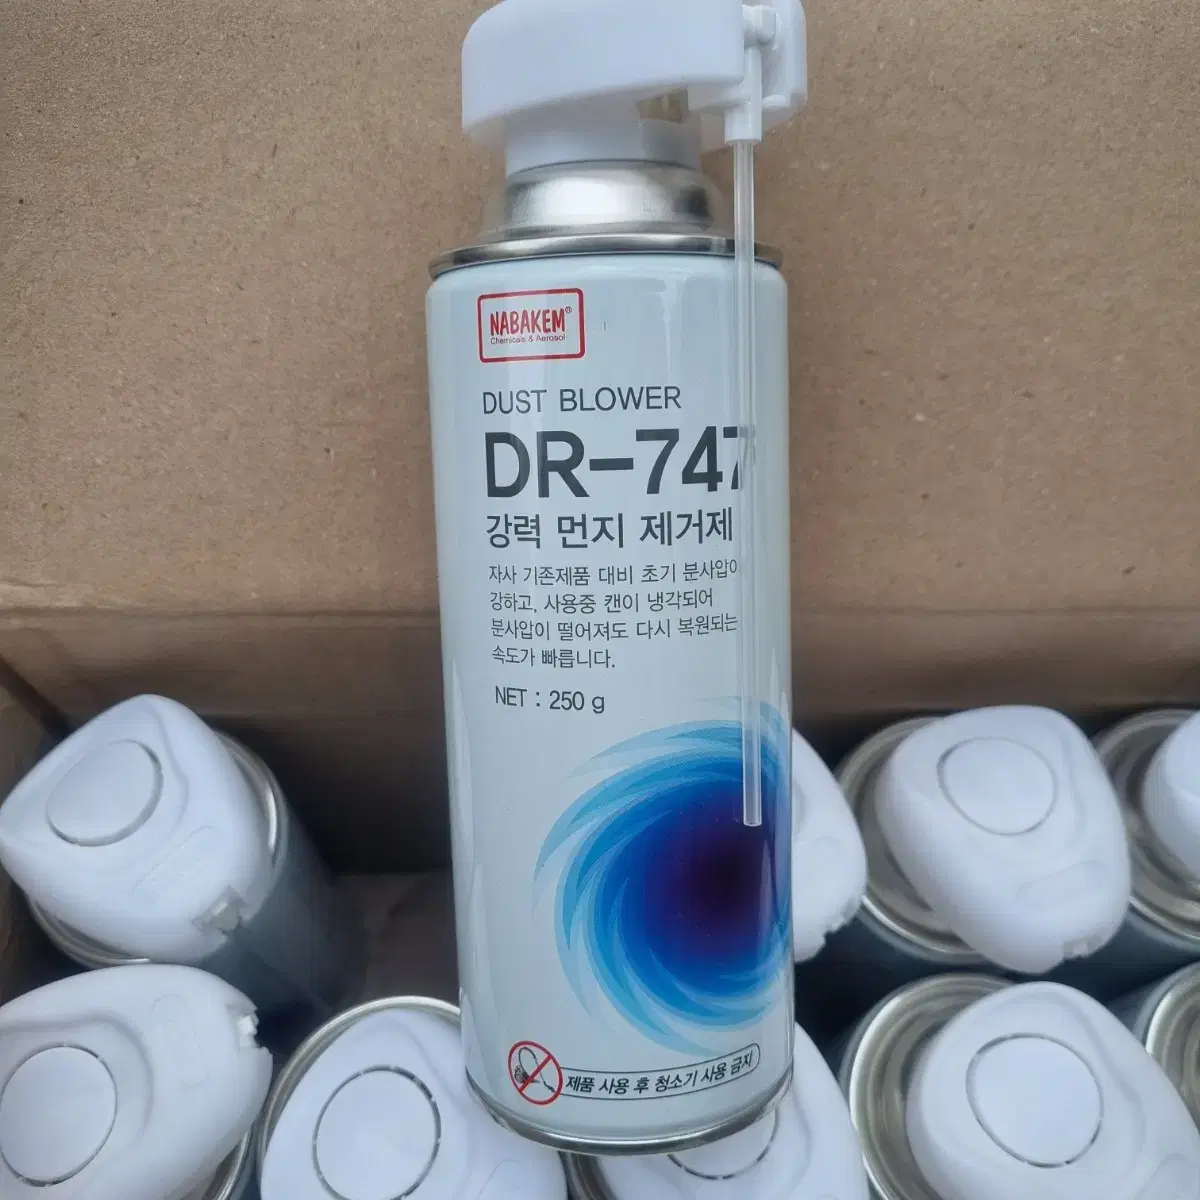 NABAKEM®
Chemicals & Aerosol
DUST BLOWER
DR-747
강력 먼지 제거제
자사 기존제품 대비 초기 분사압이
강하고, 사용중 캔이 냉각되어
분사압이 떨어져도 다시 복원되는
속도가 빠릅니다.
NET : 250 g
제품 사용 후 청소기 사용 금지